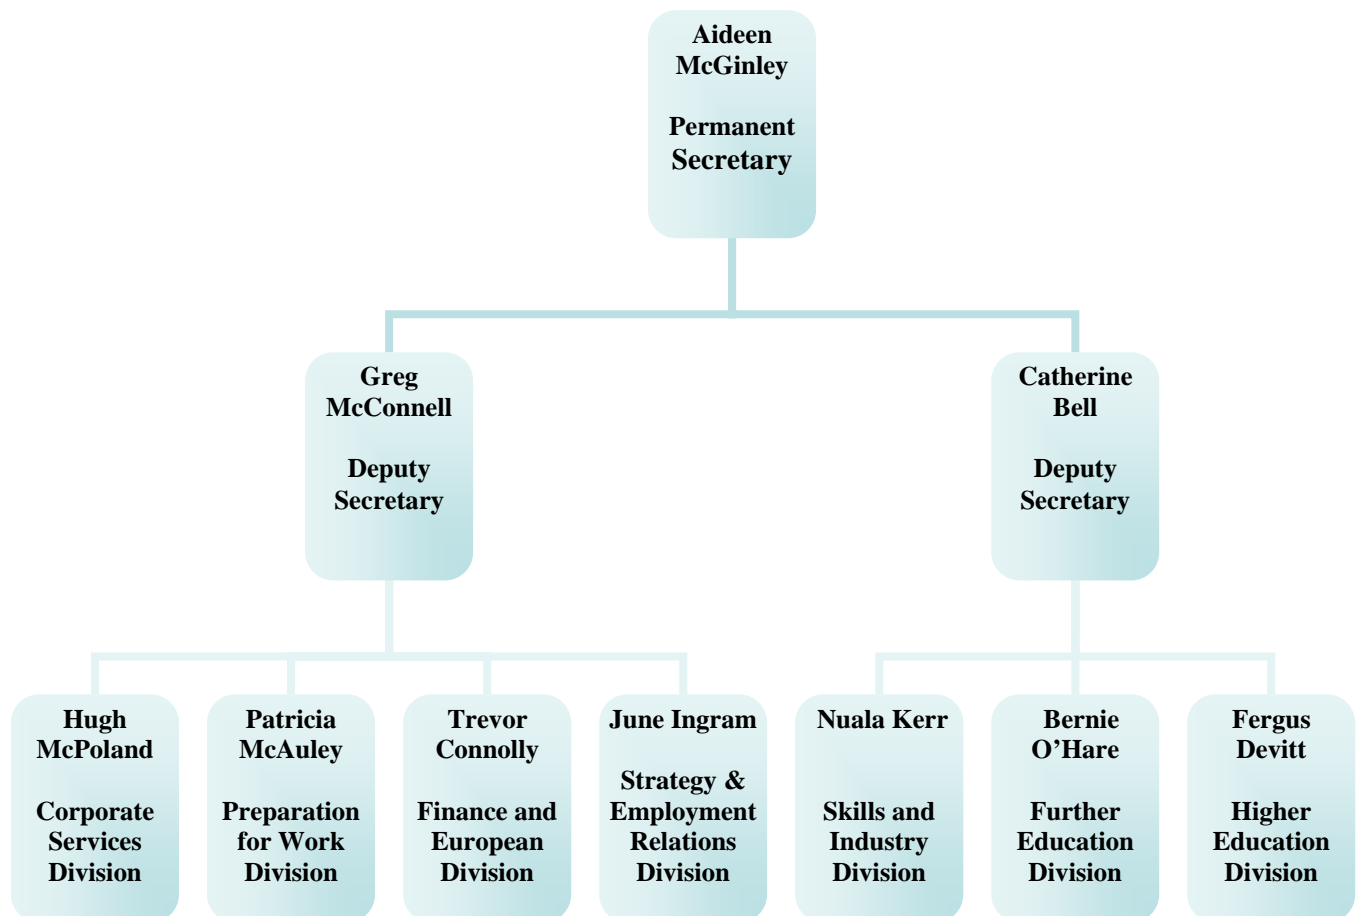 Aideen
McGinley
Permanent
Secretary
Greg
McConnell
Deputy
Secretary
Catherine
Bell
Deputy
Secretary
Hugh
McPoland
Corporate
Services
Division
Patricia
McAuley
Preparation
for Work
Division
Trevor
Connolly
Finance and
European
Division
June Ingram
Strategy &
Employment
Relations
Division
Nuala Kerr
Skills and
Industry
Division
Bernie
O’Hare
Further
Education
Division
Fergus
Devitt
Higher
Education
Division